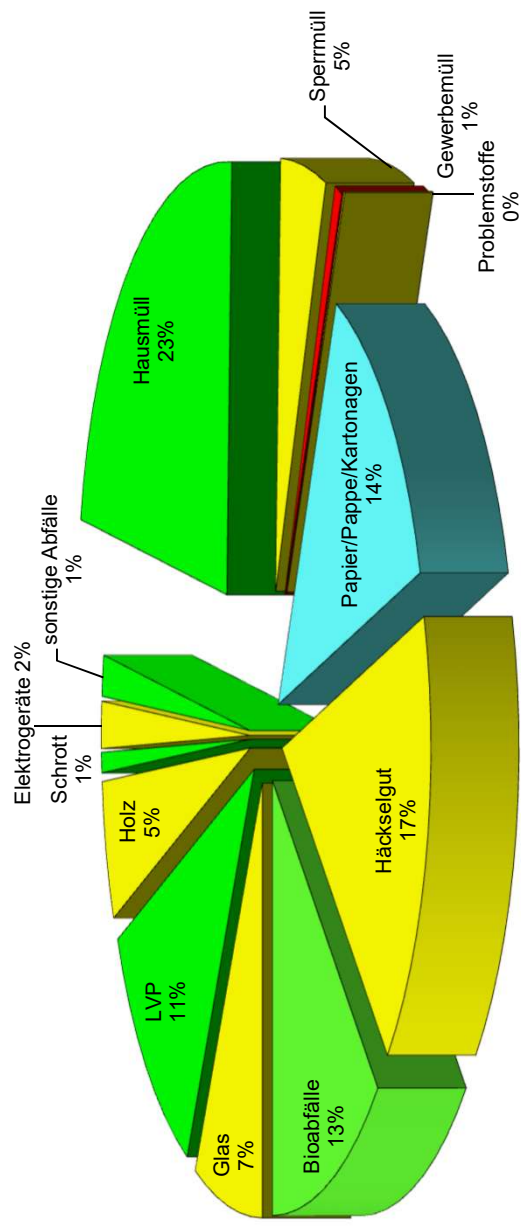 Hausmüll
23%
Sperrmüll
5%
Gewerbemüll
1%
Problemstoffe
0%
Papier/Pappe/Kartonagen
14%
Häckselgut
17%
Bioabfälle
13%
Glas
7%
LVP
11%
Holz
5%
Schrott
1%
Elektrogeräte 2%
sonstige Abfälle
1%